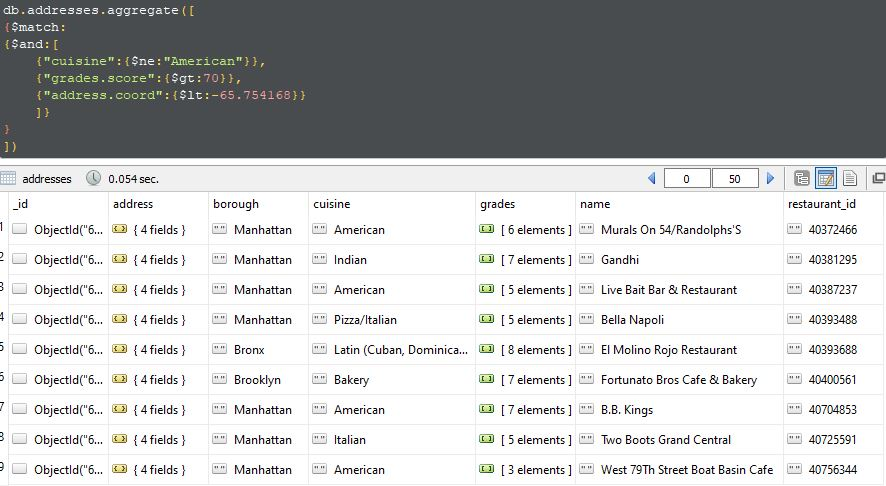 db.addresses.aggregate([
{$match:
{$and:[
{"cuisine":{$ne:"American"}},
{"grades.score":{$gt:70}},
{"address.coord":{$lt:-65.754168}}
]}
}
])
addresses 0.054 sec. 0 50
_id address borough cuisine grades name restaurant_id
1 ObjectId("6... { 4 fields } Manhattan American [ 6 elements ] Murals On 54/Randolphs'S 40372466
2 ObjectId("6... { 4 fields } Manhattan Indian [ 7 elements ] Gandhi 40381295
3 ObjectId("6... { 4 fields } Manhattan American [ 5 elements ] Live Bait Bar & Restaurant 40387237
4 ObjectId("6... { 4 fields } Manhattan Pizza/Italian [ 5 elements ] Bella Napoli 40393488
5 ObjectId("6... { 4 fields } Bronx Latin (Cuban, Dominica... [ 8 elements ] El Molino Rojo Restaurant 40393688
6 ObjectId("6... { 4 fields } Brooklyn Bakery [ 7 elements ] Fortunato Bros Cafe & Bakery 40400561
7 ObjectId("6... { 4 fields } Manhattan American [ 7 elements ] B.B. Kings 40704853
8 ObjectId("6... { 4 fields } Manhattan Italian [ 5 elements ] Two Boots Grand Central 40725591
9 ObjectId("6... { 4 fields } Manhattan American [ 3 elements ] West 79Th Street Boat Basin Cafe 40756344